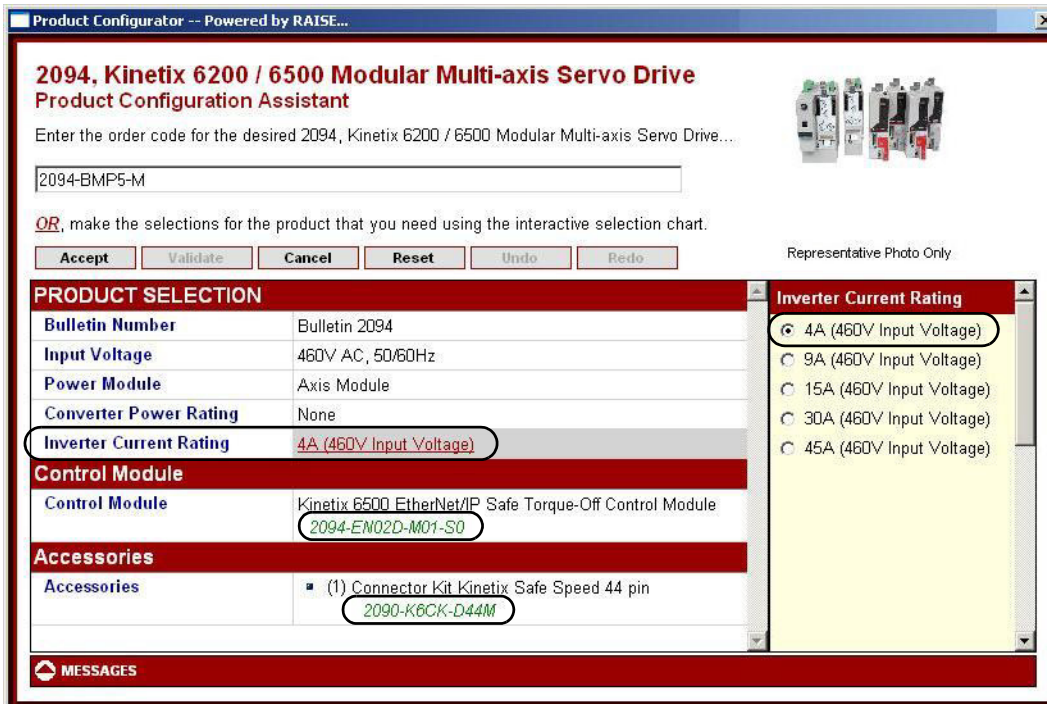 Product Configurator -- Powered by RAISE...
2094, Kinetix 6200 / 6500 Modular Multi-axis Servo Drive
Product Configuration Assistant
Enter the order code for the desired 2094, Kinetix 6200 / 6500 Modular Multi-axis Servo Drive...
2094-BMP5-M
OR, make the selections for the product that you need using the interactive selection chart.
Accept Validate Cancel Reset Undo Redo
Representative Photo Only
PRODUCT SELECTION
Bulletin Number Bulletin 2094
Input Voltage 460V AC, 50/60Hz
Power Module Axis Module
Converter Power Rating None
Inverter Current Rating 4A (460V Input Voltage)
Control Module
Control Module Kinetix 6500 EtherNet/IP Safe Torque-Off Control Module
2094-EN02D-M01-S0
Accessories
Accessories (1) Connector Kit Kinetix Safe Speed 44 pin
2090-K6CK-D44M
Inverter Current Rating
4A (460V Input Voltage)
9A (460V Input Voltage)
15A (460V Input Voltage)
30A (460V Input Voltage)
45A (460V Input Voltage)
MESSAGES